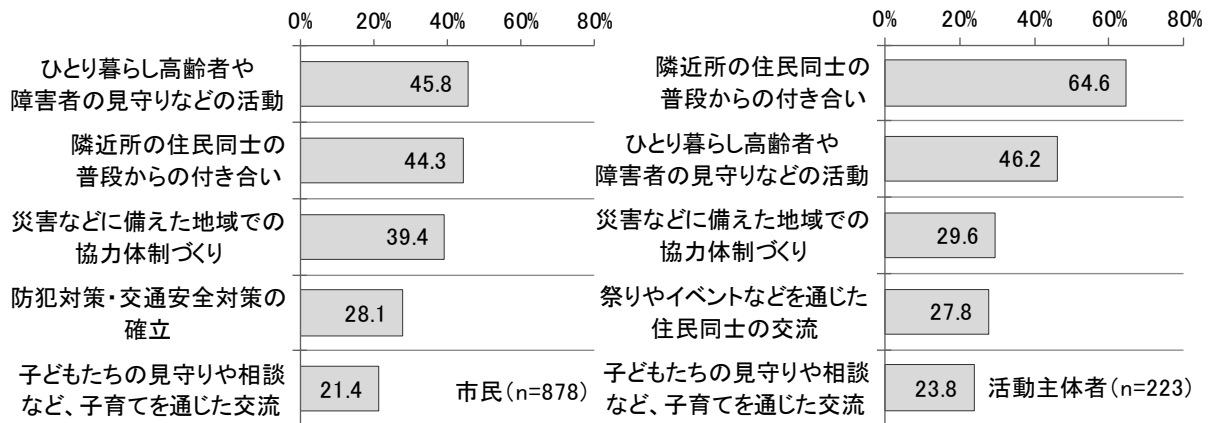 0% 20% 40% 60% 80%
ひとり暮らし高齢者や
障害者の見守りなどの活動
45.8
隣近所の住民同士の
普段からの付き合い
44.3
災害などに備えた地域での
協力体制づくり
39.4
防犯対策・交通安全対策の
確立
28.1
子どもたちの見守りや相談
など、子育てを通じた交流
21.4
市民(n=878)
0% 20% 40% 60% 80%
隣近所の住民同士の
普段からの付き合い
64.6
ひとり暮らし高齢者や
障害者の見守りなどの活動
46.2
災害などに備えた地域での
協力体制づくり
29.6
祭りやイベントなどを通じた
住民同士の交流
27.8
子どもたちの見守りや相談
など、子育てを通じた交流
23.8
活動主体者(n=223)